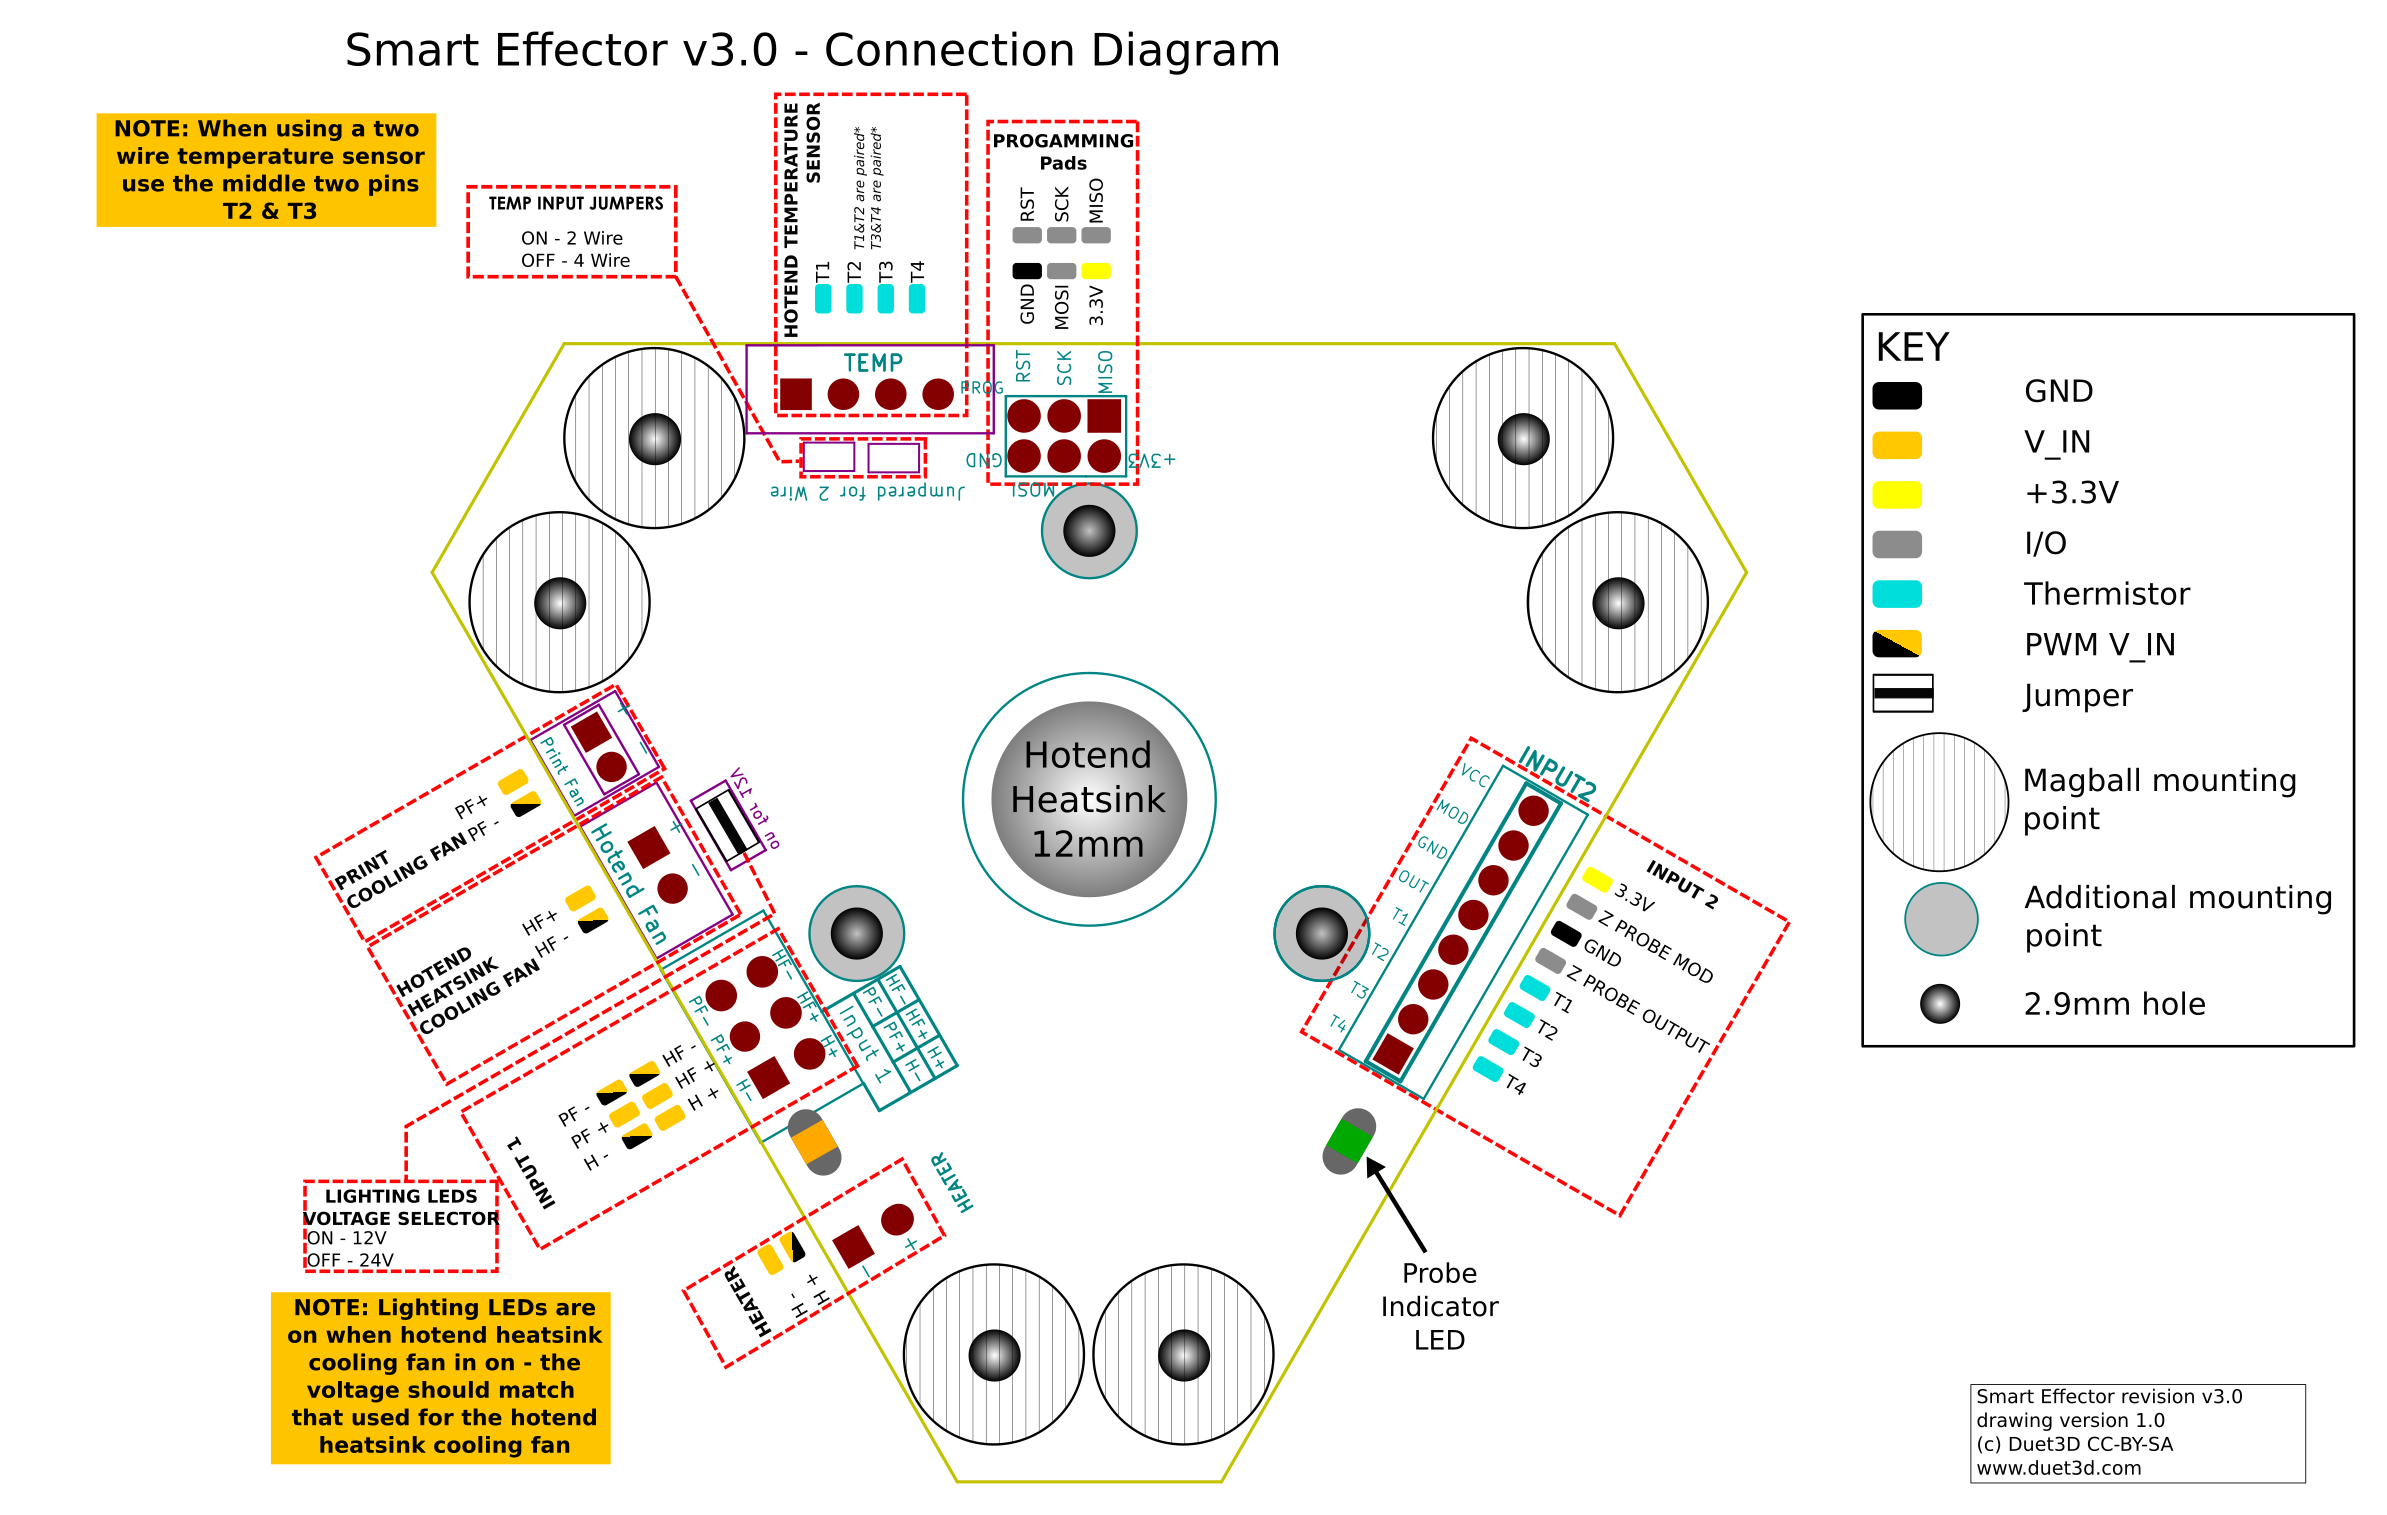 Smart Effector v3.0 - Connection Diagram
NOTE: When using a two
wire temperature sensor
use the middle two pins
T2 & T3
TEMP INPUT JUMPERS
ON - 2 Wire
OFF - 4 Wire
HOTEND TEMPERATURE
SENSOR
T1&T2 are paired*
T3&T4 are paired*
T1
T2
T3
T4
PROGAMMING
Pads
RST
SCK
MISO
GND
MOSI
3.3V
TEMP
PROG
RST
SCK
MISO
GND
+3V3
MOSI
Jumpered for 2 Wire
KEY
GND
V_IN
+3.3V
I/O
Thermistor
PWM V_IN
Jumper
Magball mounting
point
Additional mounting
point
2.9mm hole
Hotend
Heatsink
12mm
+
-
Print Fan
PF+
PF -
PRINT
COOLING FAN
on for 12V
+
-
Hotend Fan
HF+
HF -
HOTEND
HEATSINK
COOLING FAN
HF-
HF+
H+
PF-
PF+
H-
Input 1
PF-
HF-
PF+
HF+
H-
H+
HF -
HF +
H +
PF -
PF +
H -
INPUT 1
LIGHTING LEDS
VOLTAGE SELECTOR
ON - 12V
OFF - 24V
NOTE: Lighting LEDs are
on when hotend heatsink
cooling fan in on - the
voltage should match
that used for the hotend
heatsink cooling fan
HEATER
+
-
H +
H -
HEATER
INPUT2
VCC
MOD
GND
OUT
T1
T2
T3
T4
INPUT 2
3.3V
Z PROBE MOD
GND
Z PROBE OUTPUT
T1
T2
T3
T4
Probe
Indicator
LED
Smart Effector revision v3.0
drawing version 1.0
(c) Duet3D CC-BY-SA
www.duet3d.com